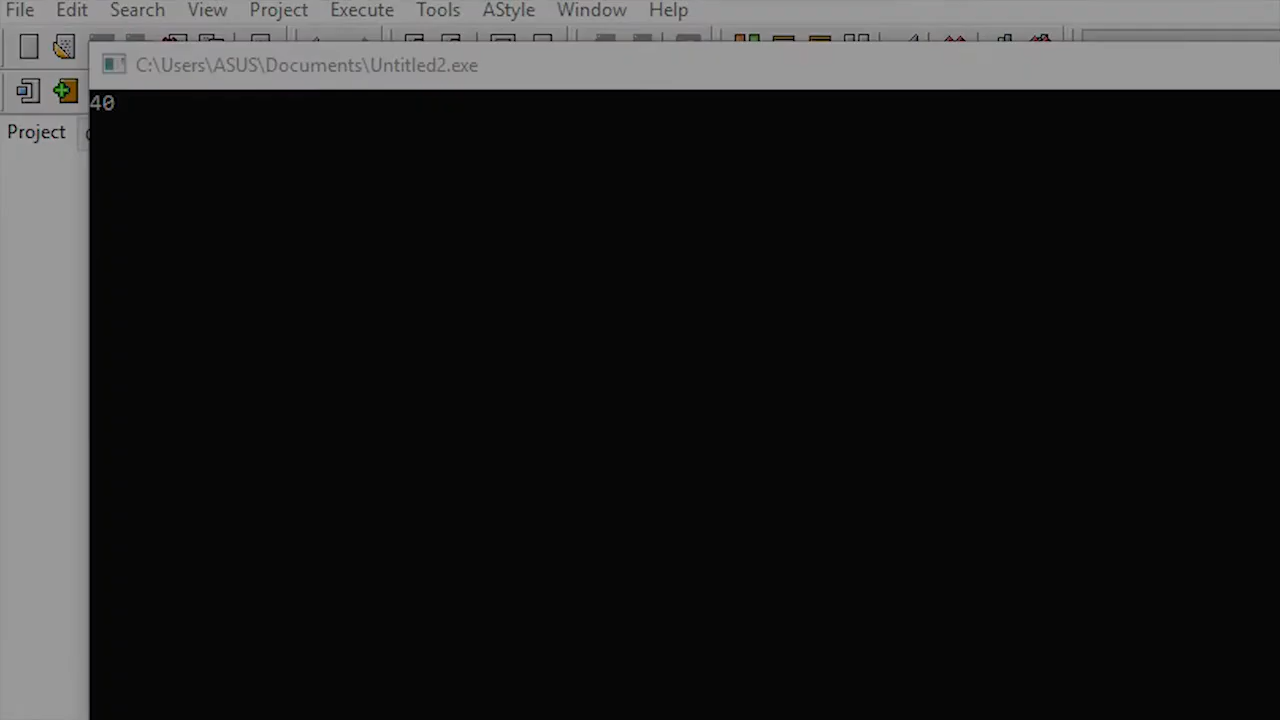 File Edit Search View Project Execute Tools AStyle Window Help
C:\Users\ASUS\Documents\Untitled2.exe
40
Project